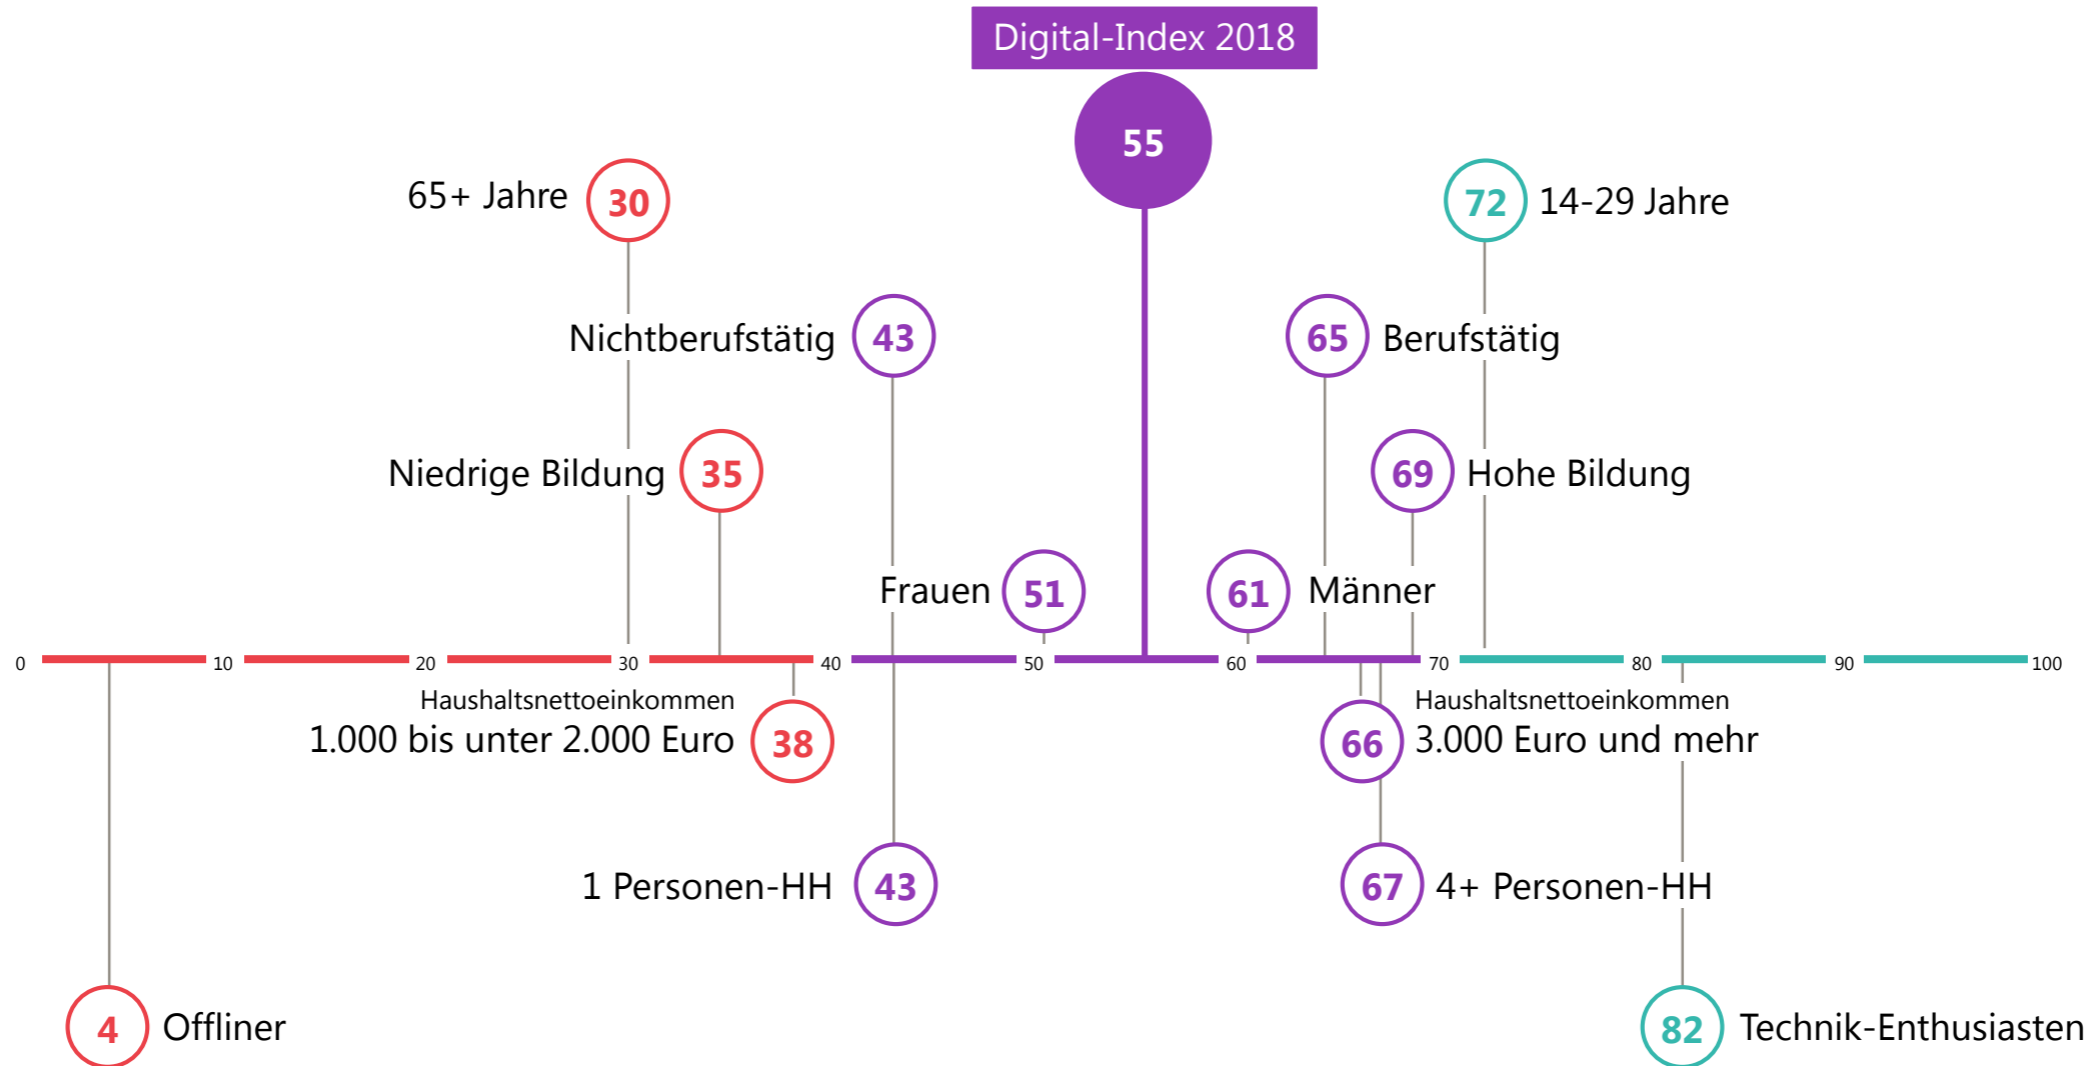 Digital-Index 2018
55
65+ Jahre 30
72 14-29 Jahre
Nichtberufstätig 43
65 Berufstätig
Niedrige Bildung 35
69 Hohe Bildung
Frauen 51
61 Männer
0 10 20 30 40 50 60 70 80 90 100
Haushaltsnettoeinkommen
1.000 bis unter 2.000 Euro 38
Haushaltsnettoeinkommen
66 3.000 Euro und mehr
1 Personen-HH 43
67 4+ Personen-HH
4 Offliner
82 Technik-Enthusiasten